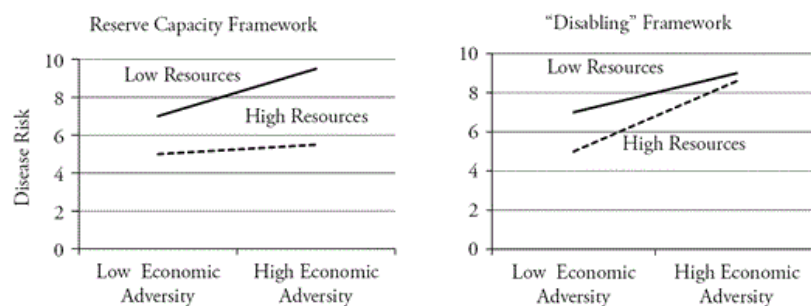 Reserve Capacity Framework
10
8
6
4
2
0
Disease Risk
Low Resources
High Resources
Low Economic
Adversity
High Economic
Adversity
“Disabling” Framework
10
8
6
4
2
0
Low Resources
High Resources
Low Economic
Adversity
High Economic
Adversity